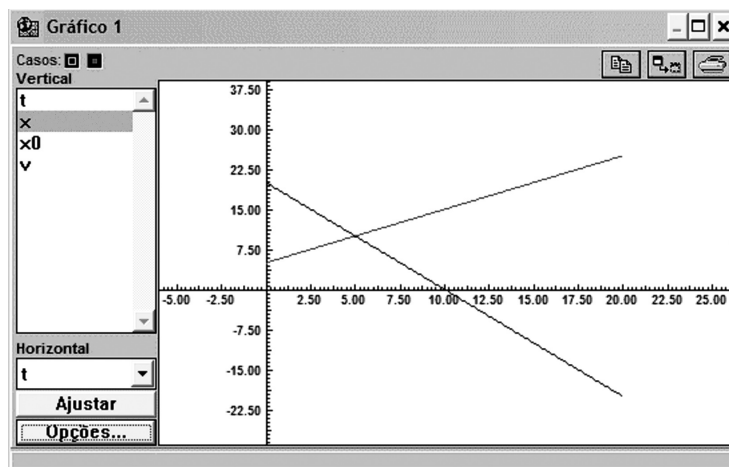 Gráfico 1
Casos:
Vertical
t
x
x0
v
Horizontal
t
Ajustar
Opções...
37.50
30.00
22.50
15.00
7.50
-5.00 -2.50 2.50 5.00 7.50 10.00 12.50 15.00 17.50 20.00 22.50 25.00
-7.50
-15.00
-22.50